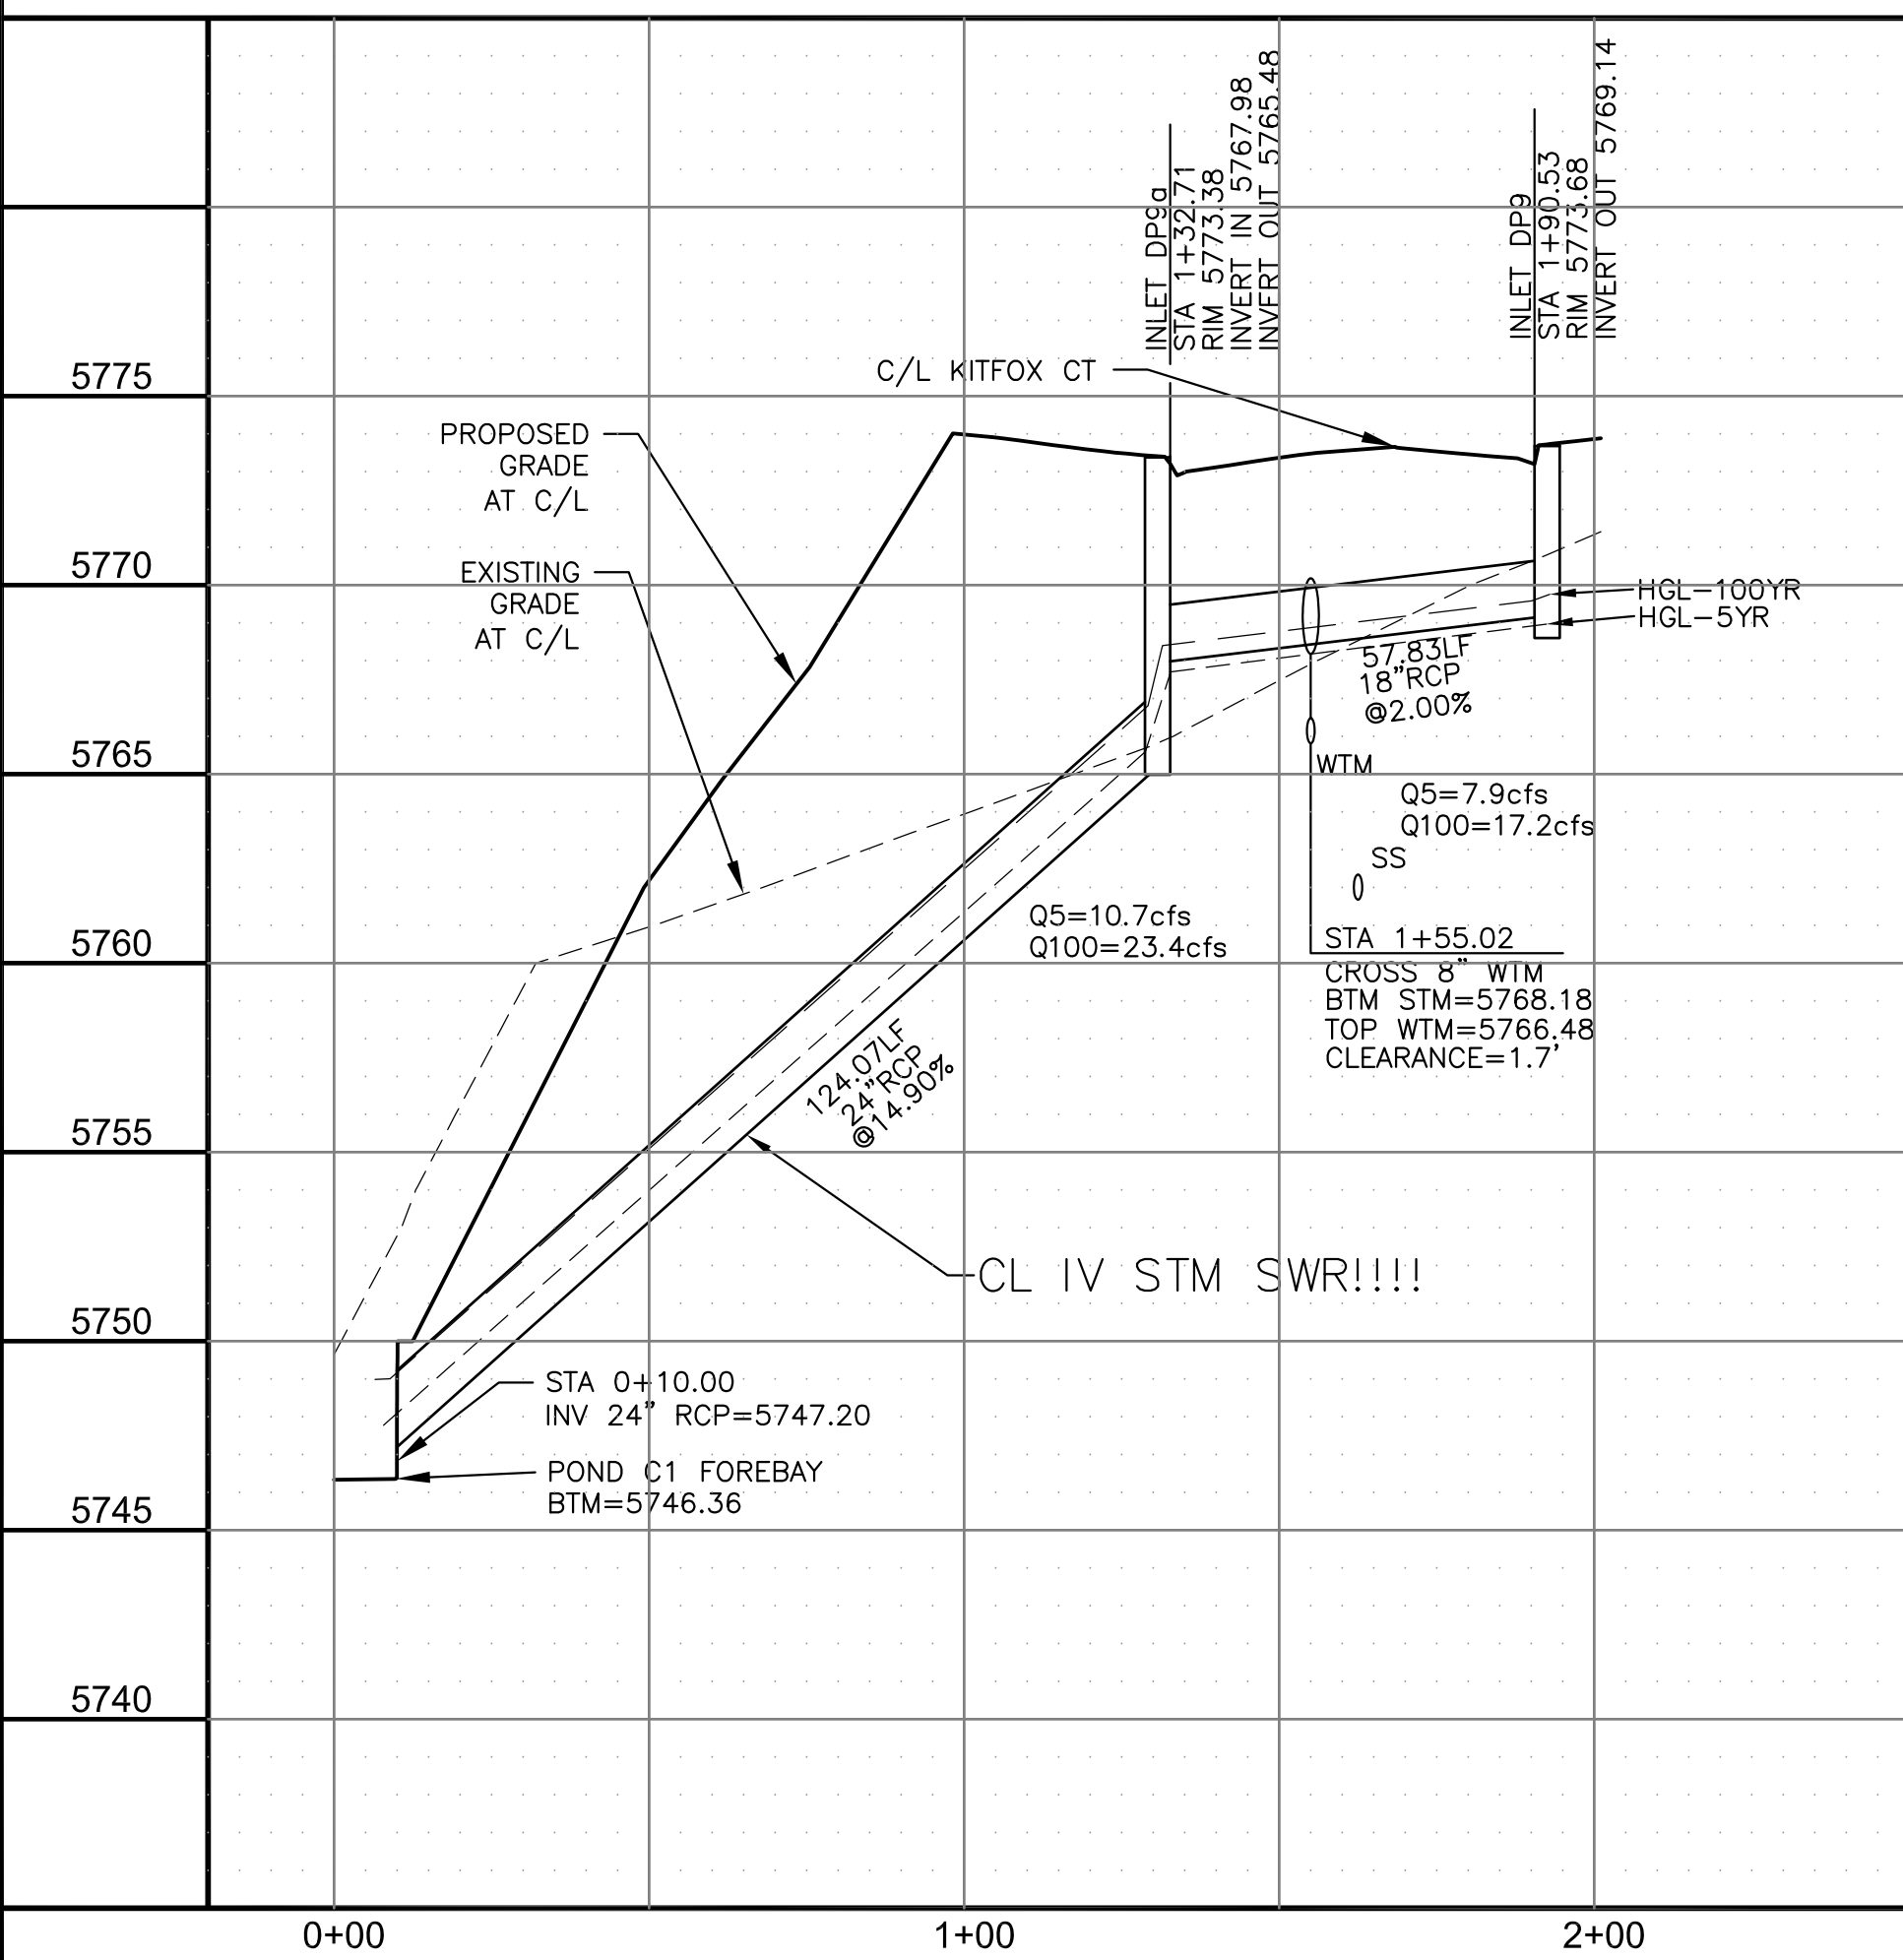 INLET DP9a
STA 1+32.71
RIM 5773.38
INVERT IN 5767.98
INVERT OUT 5765.48
INLET DP9
STA 1+90.53
RIM 5773.68
INVERT OUT 5769.14
C/L KITFOX CT
PROPOSED
GRADE
AT C/L
EXISTING
GRADE
AT C/L
HGL-100YR
HGL-5YR
57.83LF
18"RCP
@2.00%
WTM
Q5=7.9cfs
Q100=17.2cfs
SS
Q5=10.7cfs
Q100=23.4cfs
STA 1+55.02
CROSS 8" WTM
BTM STM=5768.18
TOP WTM=5766.48
CLEARANCE=1.7'
124.07LF
24"RCP
@14.90%
CL IV STM SWR!!!!
STA 0+10.00
INV 24" RCP=5747.20
POND C1 FOREBAY
BTM=5746.36
5775
5770
5765
5760
5755
5750
5745
5740
0+00
1+00
2+00